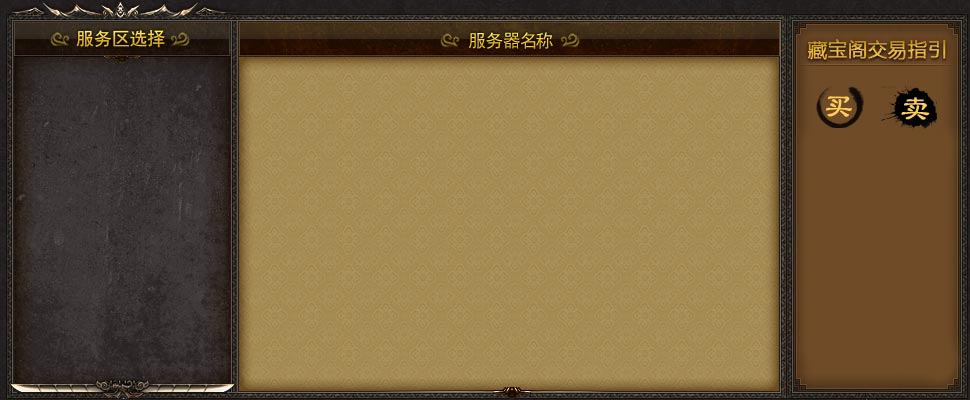 服务区选择
服务器名称
藏宝阁交易指引
买
卖